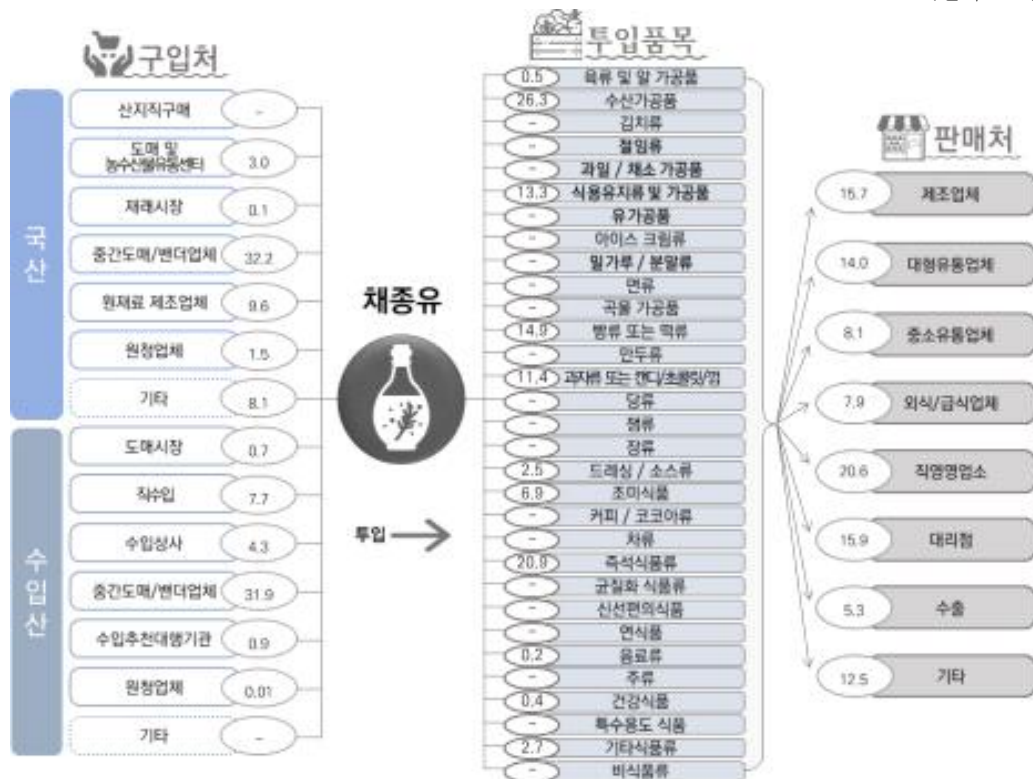 구입처
국산
산지직구매
-
도매 및
농수산물유통센터
3.0
재래시장
0.1
중간도매/밴더업체
32.2
원재료 제조업체
9.6
원청업체
1.5
기타
8.1
수입산
도매시장
0.7
직수입
7.7
수입상사
4.3
중간도매/밴더업체
31.9
수입추천대행기관
0.9
원청업체
0.01
기타
-
채종유
투입
투입품목
0.5 육류 및 알 가공품
26.3 수산가공품
- 김치류
- 절임류
- 과일 / 채소 가공품
13.3 식용유지류 및 가공품
- 유가공품
- 아이스 크림류
- 밀가루 / 분말류
- 면류
- 곡물 가공품
14.9 빵류 또는 떡류
- 만두류
11.4 과자류 또는 캔디/초콜릿/껌
- 당류
- 잼류
- 장류
2.5 드레싱 / 소스류
6.9 조미식품
- 커피 / 코코아류
- 차류
20.9 즉석식품류
- 균질화 식품류
- 신선편의식품
- 연식품
0.2 음료류
- 주류
0.4 건강식품
- 특수용도 식품
2.7 기타식품류
- 비식품류
판매처
15.7 제조업체
14.0 대형유통업체
8.1 중소유통업체
7.9 외식/급식업체
20.6 직영영업소
15.9 대리점
5.3 수출
12.5 기타